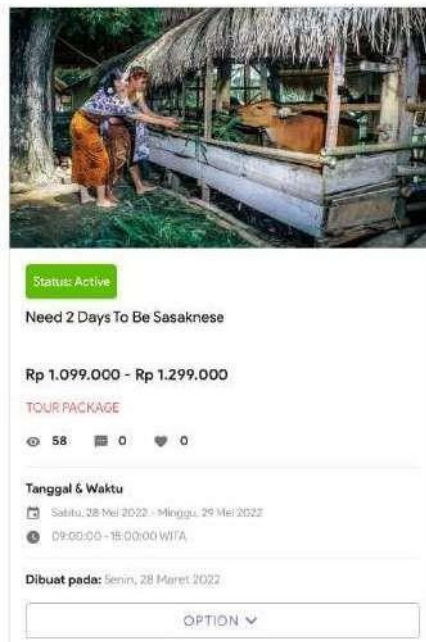 Status: Active
Need 2 Days To Be Sasaknese
Rp 1.099.000 - Rp 1.299.000
TOUR PACKAGE
58 0 0
Tanggal & Waktu
Sabtu, 28 Mei 2022 - Minggu, 29 Mei 2022
09:00:00 - 15:00:00 WITA
Dibuat pada: Senin, 28 Maret 2022
OPTION